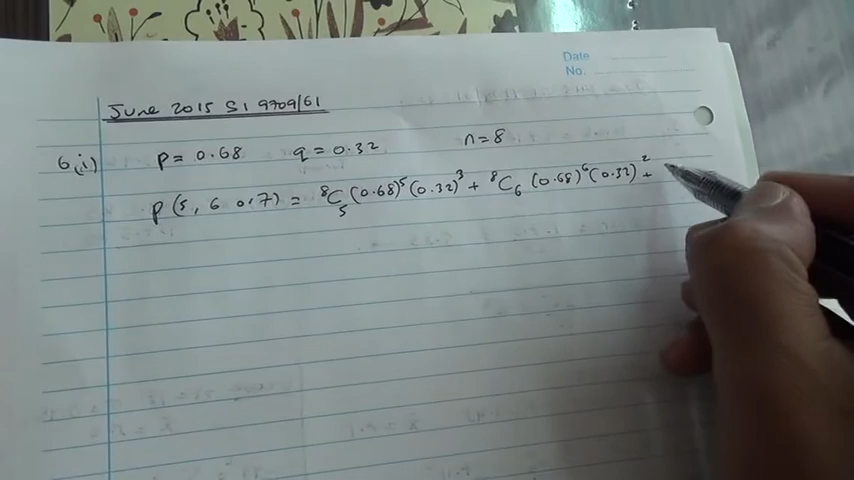 Date
No:
June 2015 S1 9709/61
6(i) p = 0.68 q = 0.32 n = 8
P(5, 6 or 7) = ⁸C₅ (0.68)⁵ (0.32)³ + ⁸C₆ (0.68)⁶ (0.32)² +